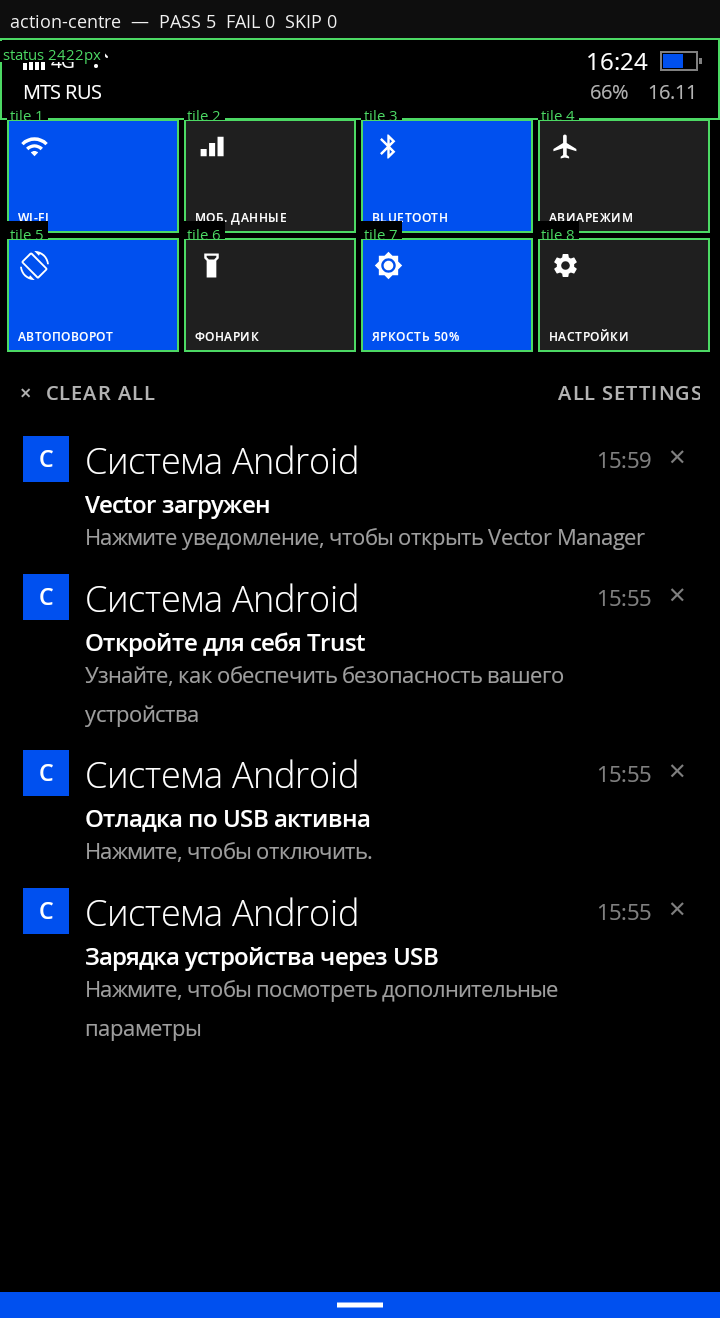 action-centre — PASS 5 FAIL 0 SKIP 0
status 2422px
4G
16:24
MTS RUS
66% 16.11
tile 1 tile 2 tile 3 tile 4
WI-FI МОБ. ДАННЫЕ BLUETOOTH АВИАРЕЖИМ
tile 5 tile 6 tile 7 tile 8
АВТОПОВОРОТ ФОНАРИК ЯРКОСТЬ 50% НАСТРОЙКИ
× CLEAR ALL ALL SETTINGS
С Система Android 15:59 ×
Vector загружен
Нажмите уведомление, чтобы открыть Vector Manager
С Система Android 15:55 ×
Откройте для себя Trust
Узнайте, как обеспечить безопасность вашего
устройства
С Система Android 15:55 ×
Отладка по USB активна
Нажмите, чтобы отключить.
С Система Android 15:55 ×
Зарядка устройства через USB
Нажмите, чтобы посмотреть дополнительные
параметры